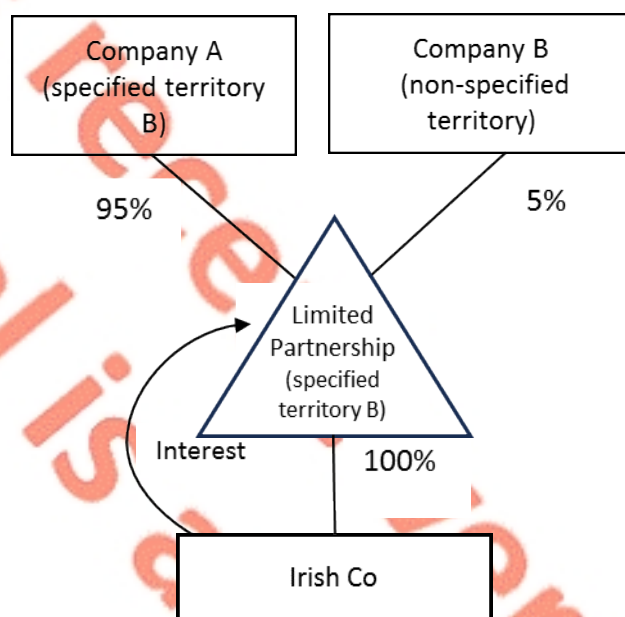 Company A
(specified territory
B)
Company B
(non-specified
territory)
95%
5%
Limited
Partnership
(specified
territory B)
Interest
100%
Irish Co